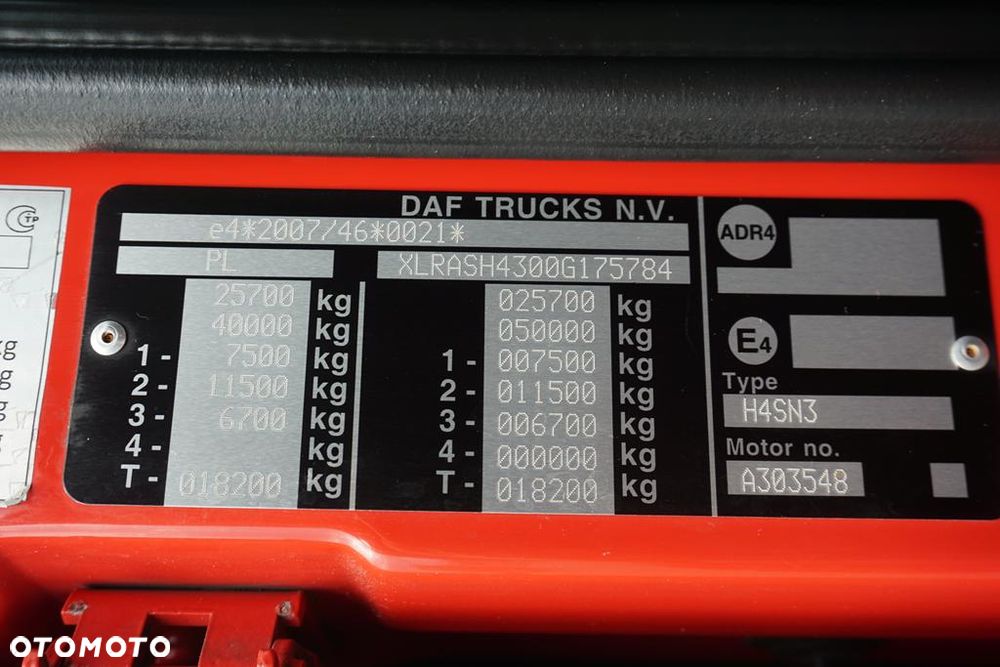 DAF TRUCKS N.V.
e4*2007/46*0021*
PL XLRASH4300G175784
25700 kg 025700 kg
40000 kg 050000 kg
1- 7500 kg 1- 007500 kg
2- 11500 kg 2- 011500 kg
3- 6700 kg 3- 006700 kg
4- kg 4- 000000 kg
T- 018200 kg T- 018200 kg
ADR4
E4
Type
H4SN3
Motor no.
A303548
kg
g
g
g
OTOMOTO